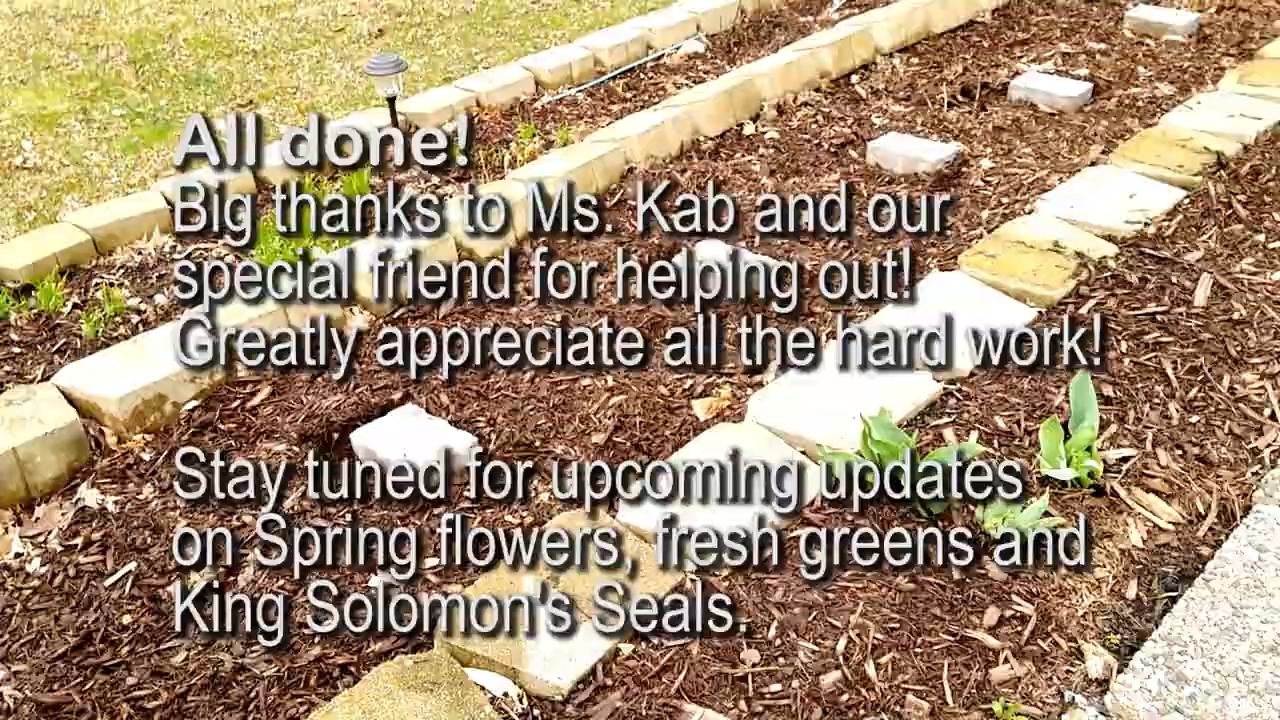 All done!
Big thanks to Ms. Kab and our
special friend for helping out!
Greatly appreciate all the hard work!
Stay tuned for upcoming updates
on Spring flowers, fresh greens and
King Solomon's Seals.